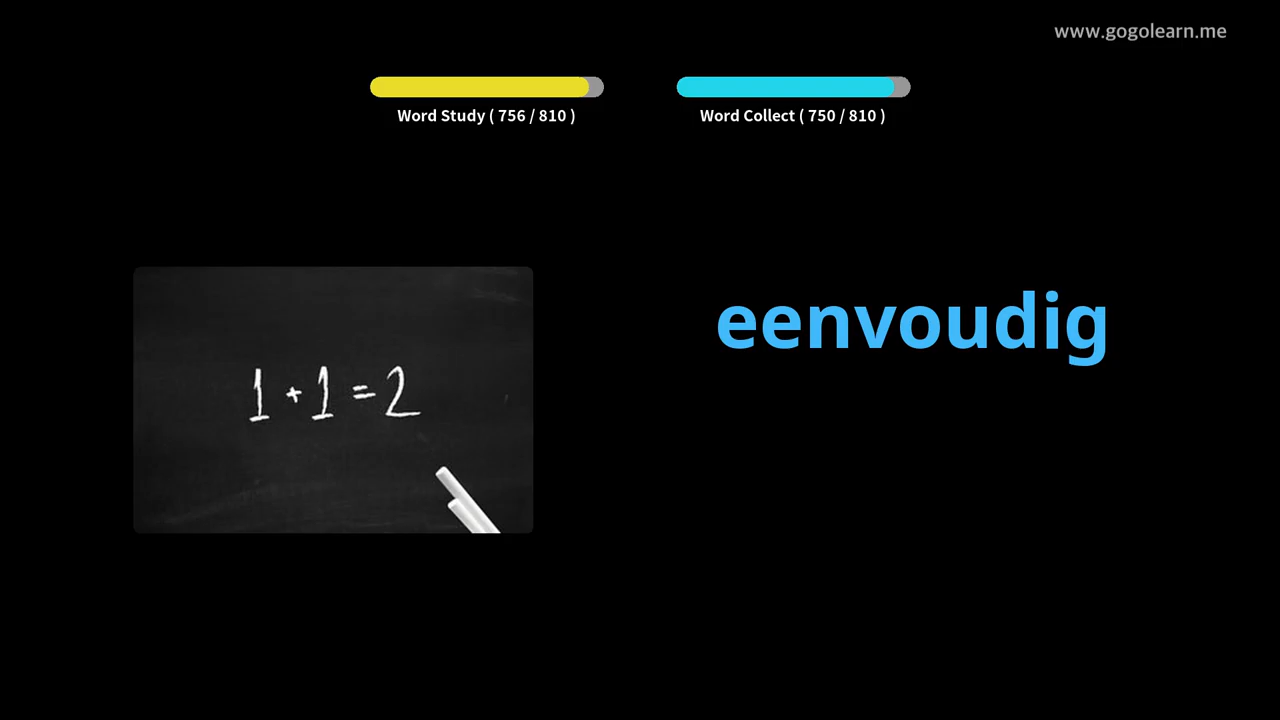 www.gogolearn.me
Word Study ( 756 / 810 )
Word Collect ( 750 / 810 )
eenvoudig
1 + 1 = 2